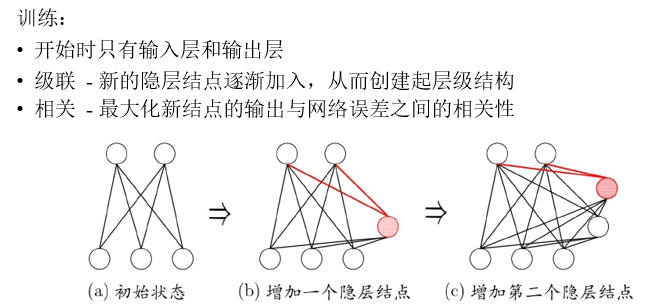 训练：
• 开始时只有输入层和输出层
• 级联 - 新的隐层结点逐渐加入，从而创建起层级结构
• 相关 - 最大化新结点的输出与网络误差之间的相关性
(a) 初始状态 (b) 增加一个隐层结点 (c) 增加第二个隐层结点